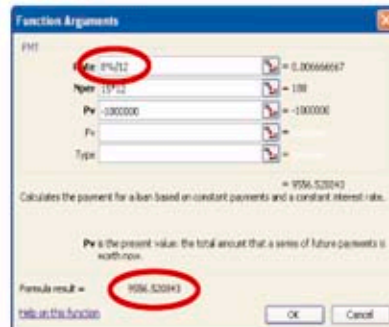 Function Arguments
PMT
Rate 8%/12 = 0.006666667
Nper 15*12 = 180
Pv -1000000 = -1000000
Fv =
Type =
= 9556.520843
Calculates the payment for a loan based on constant payments and a constant interest rate.
Pv is the present value: the total amount that a series of future payments is
worth now.
Formula result = 9556.520843
Help on this function OK Cancel